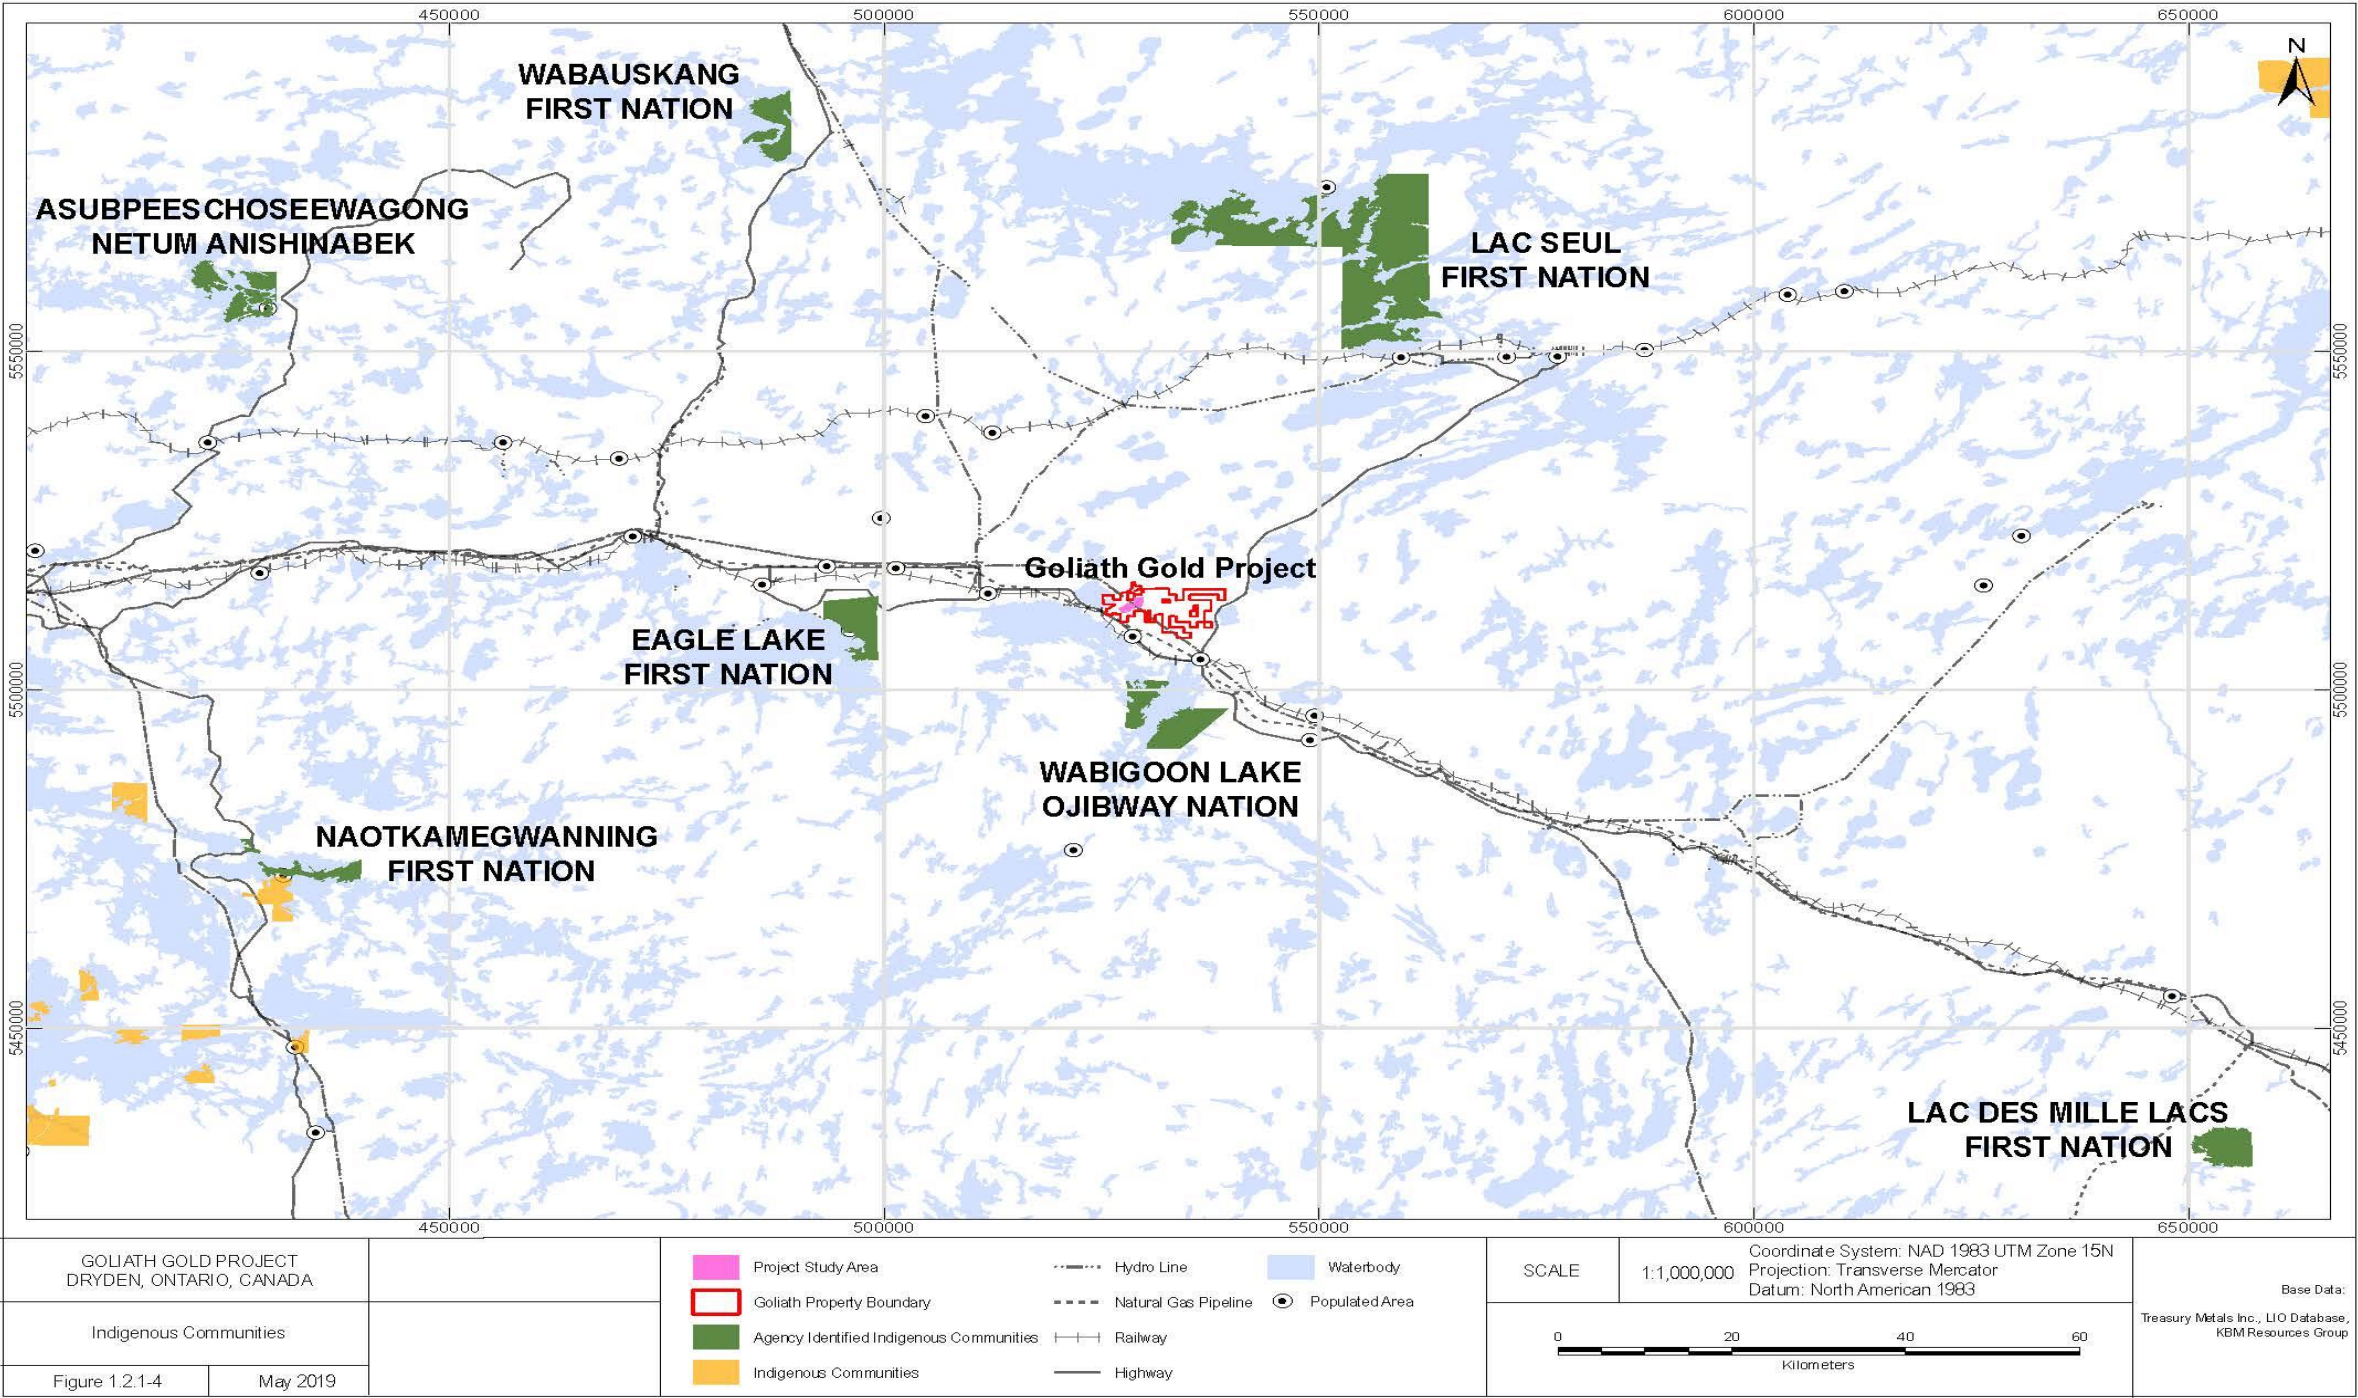 450000 500000 550000 600000 650000
N
WABAUSKANG
FIRST NATION
ASUBPEESCHOSEEWAGONG
NETUM ANISHINABEK
LAC SEUL
FIRST NATION
5550000 5550000
Goliath Gold Project
EAGLE LAKE
FIRST NATION
5500000 5500000
WABIGOON LAKE
OJIBWAY NATION
NAOTKAMEGWANNING
FIRST NATION
5450000 5450000
LAC DES MILLE LACS
FIRST NATION
450000 500000 550000 600000 650000
GOLIATH GOLD PROJECT
DRYDEN, ONTARIO, CANADA
Indigenous Communities
Figure 1.2.1-4 May 2019
Project Study Area
Goliath Property Boundary
Agency Identified Indigenous Communities
Indigenous Communities
Hydro Line
Natural Gas Pipeline
Railway
Highway
Waterbody
Populated Area
SCALE
1:1,000,000
Coordinate System: NAD 1983 UTM Zone 15N
Projection: Transverse Mercator
Datum: North American 1983
0 20 40 60
Kilometers
Base Data:
Treasury Metals Inc., LIO Database,
KBM Resources Group